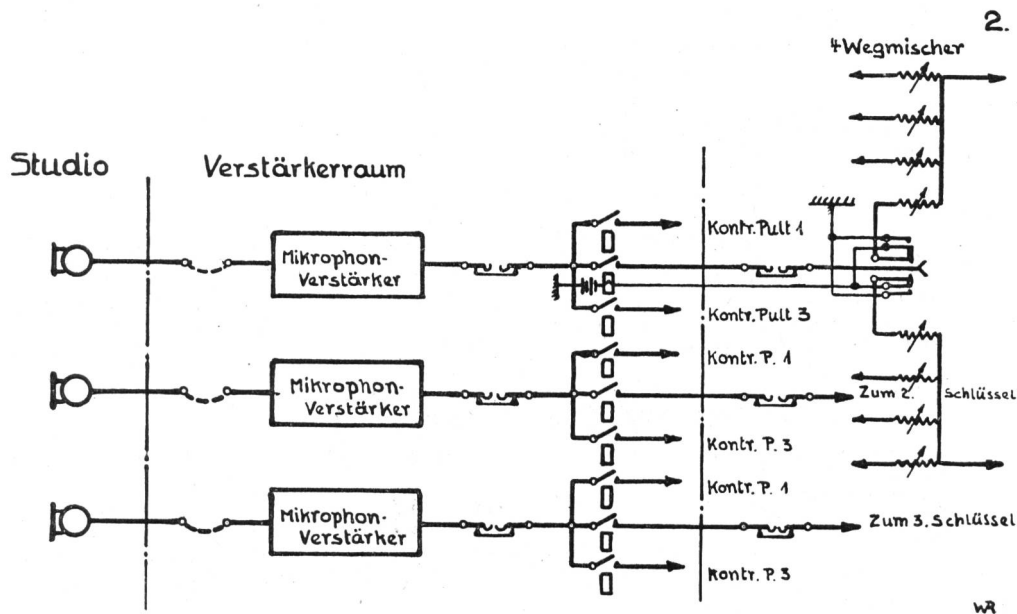 2.
4Wegmischer
Studio
Verstärkerraum
Kontr. Pult 1
Mikrophon-
Verstärker
Kontr. Pult 3
Kontr. P. 1
Mikrophon-
Verstärker
Zum 2. Schlüssel
Kontr. P. 3
Kontr. P. 1
Mikrophon-
Verstärker
Zum 3. Schlüssel
Kontr. P. 3
WR